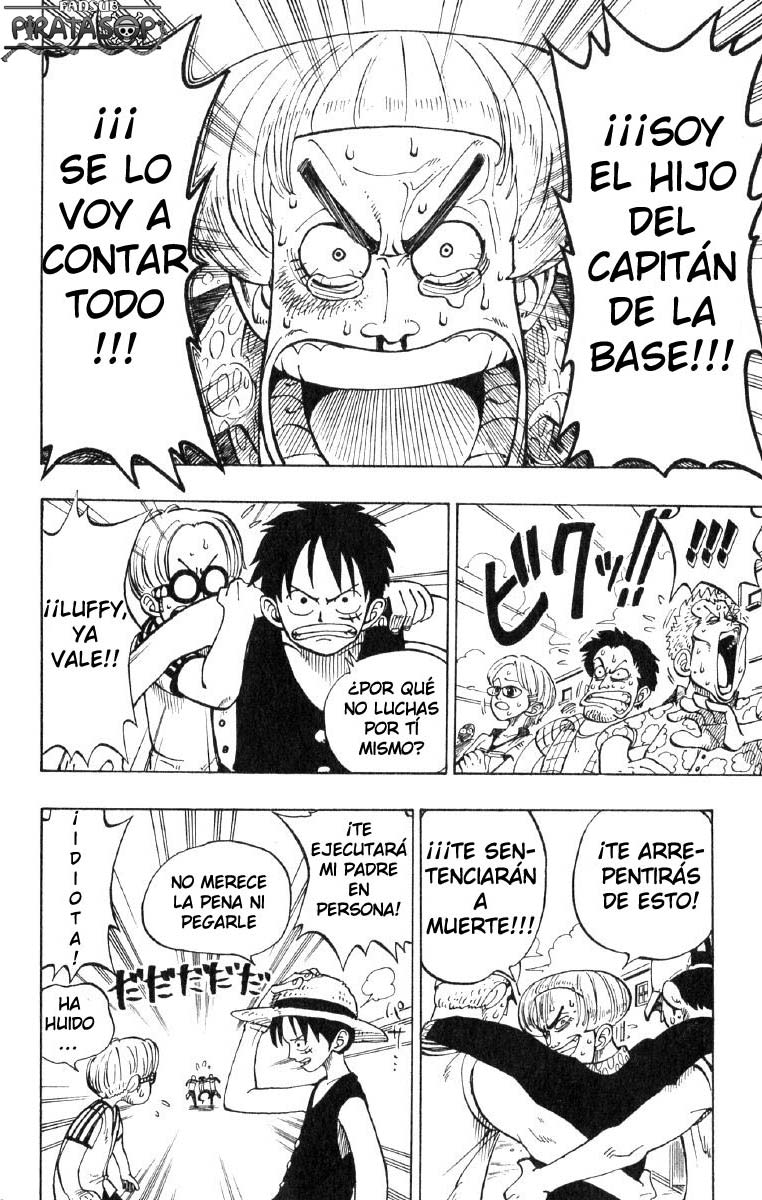 FANSUB
PIRATASOP
¡¡¡SOY
EL HIJO
DEL
CAPITÁN
DE LA
BASE!!!
¡¡¡
SE LO
VOY A
CONTAR
TODO
!!!
!!!
ビクッ!!
¡¡LUFFY,
YA
VALE!!
¿POR QUÉ
NO LUCHAS
POR TÍ
MISMO?
¡TE ARRE-
PENTIRÁS
DE ESTO!
¡¡¡TE SEN-
TENCIARÁN
A
MUERTE!!!
¡TE
EJECUTARÁ
MI PADRE
EN
PERSONA!
NO MERECE
LA PENA NI
PEGARLE
¡IDIOTA!
だだだだだ
HA
HUIDO
...